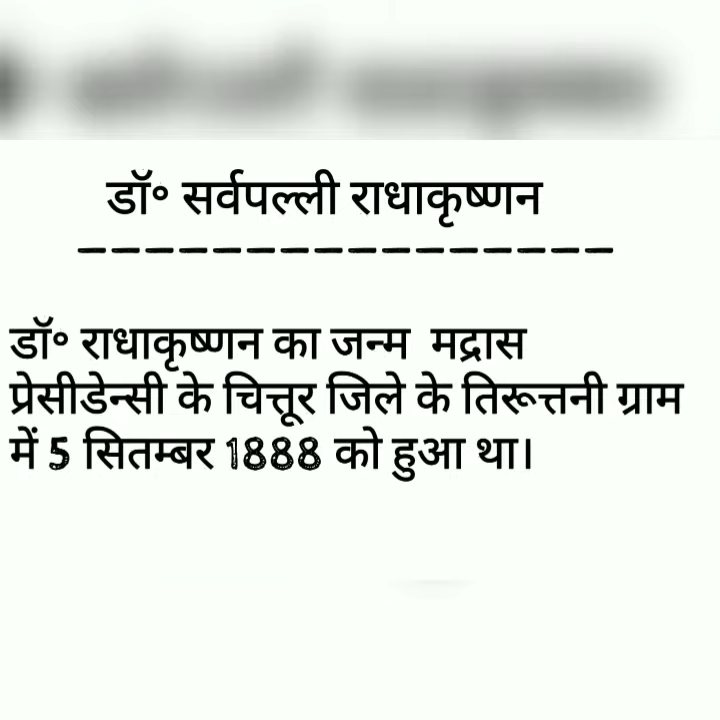 डॉ॰ सर्वपल्ली राधाकृष्णन
————————————————
डॉ॰ राधाकृष्णन का जन्म मद्रास
प्रेसीडेन्सी के चित्तूर जिले के तिरूत्तनी ग्राम
में 5 सितम्बर 1888 को हुआ था।